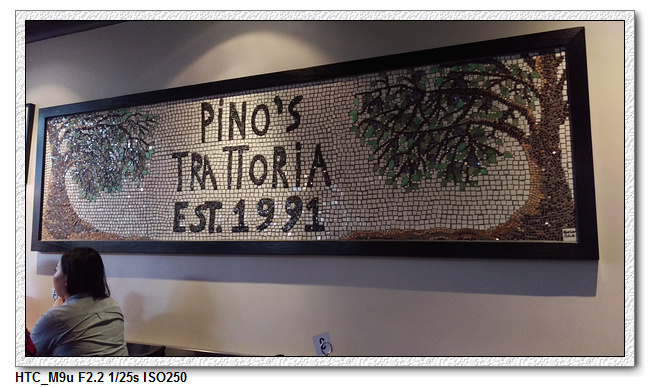 PiNO'S
TRATTORiA
EST. 1991
HTC_M9u F2.2 1/25s ISO250